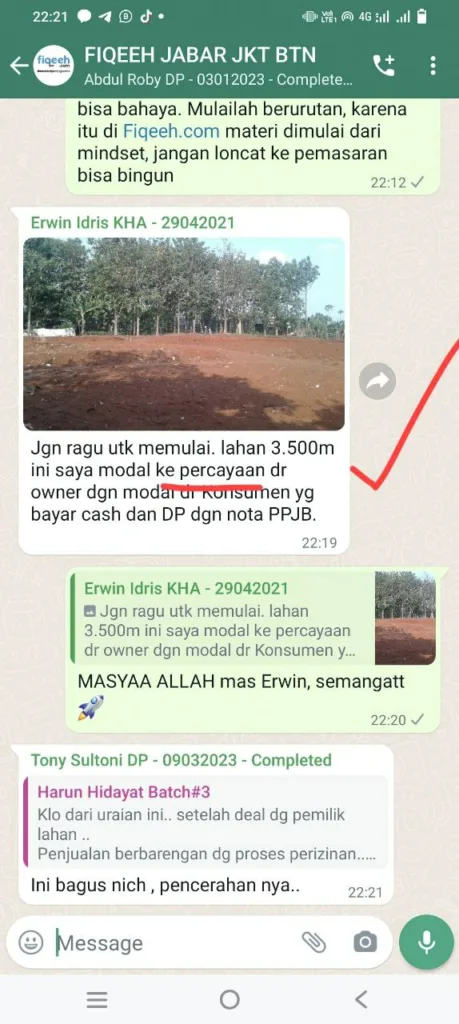 22:21
4G
fiqeeh
.com
FIQEEH JABAR JKT BTN
Abdul Roby DP - 03012023 - Complete...
bisa bahaya. Mulailah berurutan, karena
itu di Fiqeeh.com materi dimulai dari
mindset, jangan loncat ke pemasaran
bisa bingun
22:12
Erwin Idris KHA - 29042021
Jgn ragu utk memulai. lahan 3.500m
ini saya modal ke percayaan dr
owner dgn modal dr Konsumen yg
bayar cash dan DP dgn nota PPJB.
22:19
Erwin Idris KHA - 29042021
Jgn ragu utk memulai. lahan
3.500m ini saya modal ke percayaan
dr owner dgn modal dr Konsumen y...
MASYAA ALLAH mas Erwin, semangatt
🚀
22:20
Tony Sultoni DP - 09032023 - Completed
Harun Hidayat Batch#3
Klo dari uraian ini.. setelah deal dg pemilik
lahan ..
Penjualan berbarengan dg proses perizinan.....
Ini bagus nich , pencerahan nya..
22:21
Message